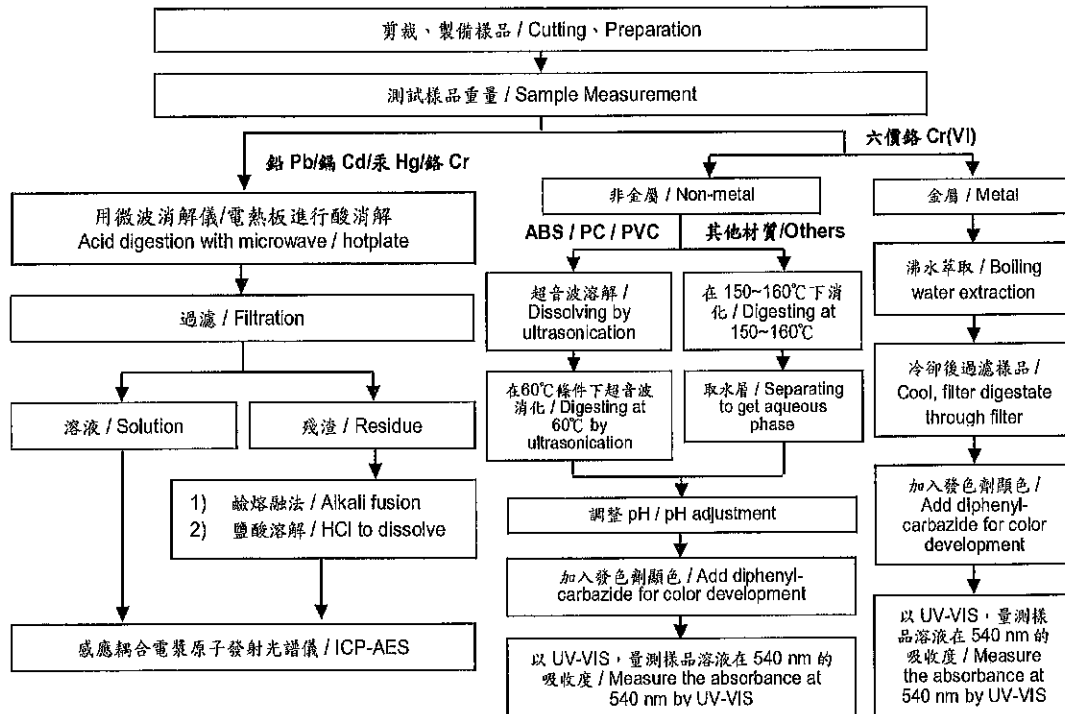 剪裁、製備樣品 / Cutting、Preparation
測試樣品重量 / Sample Measurement
鉛 Pb/鎘 Cd/汞 Hg/鉻 Cr
用微波消解儀/電熱板進行酸消解
Acid digestion with microwave / hotplate
過濾 / Filtration
溶液 / Solution
殘渣 / Residue
1) 鹼熔融法 / Alkali fusion
2) 鹽酸溶解 / HCl to dissolve
感應耦合電漿原子發射光譜儀 / ICP-AES
六價鉻 Cr(VI)
非金屬 / Non-metal
ABS / PC / PVC
超音波溶解 /
Dissolving by
ultrasonication
在60℃條件下超音波
消化 / Digesting at
60℃ by
ultrasonication
其他材質/Others
在 150~160℃下消
化 / Digesting at
150~160℃
取水層 / Separating
to get aqueous
phase
調整 pH / pH adjustment
加入發色劑顯色 / Add diphenyl-
carbazide for color development
以 UV-VIS，量測樣品溶液在 540 nm 的
吸收度 / Measure the absorbance at
540 nm by UV-VIS
金屬 / Metal
沸水萃取 / Boiling
water extraction
冷卻後過濾樣品 /
Cool, filter digestate
through filter
加入發色劑顯色 /
Add diphenyl-
carbazide for color
development
以 UV-VIS，量測樣
品溶液在 540 nm 的
吸收度 / Measure
the absorbance at
540 nm by UV-VIS